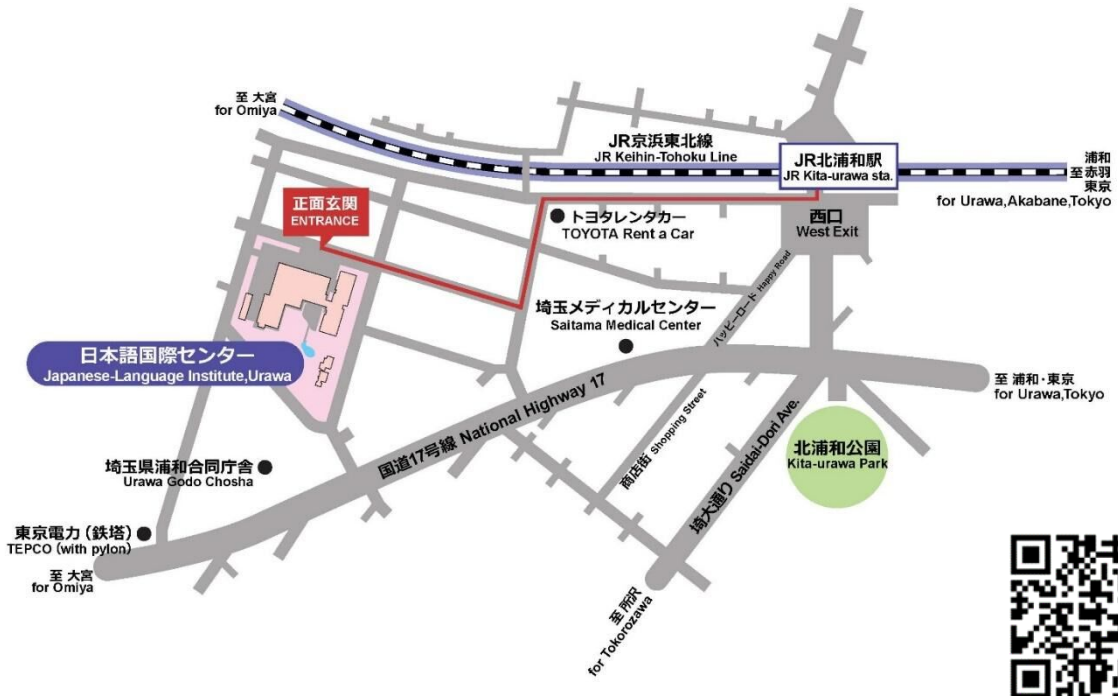 至 大宮
for Omiya
JR京浜東北線
JR Keihin-Tohoku Line
JR北浦和駅
JR Kita-urawa sta.
浦和
至 赤羽
東京
for Urawa,Akabane,Tokyo
正面玄関
ENTRANCE
トヨタレンタカー
TOYOTA Rent a Car
西口
West Exit
埼玉メディカルセンター
Saitama Medical Center
ハッピーロード Happy Road
日本語国際センター
Japanese-Language Institute,Urawa
国道17号線 National Highway 17
至 浦和・東京
for Urawa,Tokyo
商店街 Shopping Street
埼大通り Saidai-Dori Ave.
北浦和公園
Kita-urawa Park
埼玉県浦和合同庁舎
Urawa Godo Chosha
東京電力(鉄塔)
TEPCO (with pylon)
至 大宮
for Omiya
至 所沢
for Tokorozawa